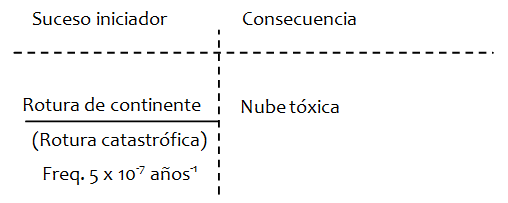 Suceso iniciador
Consecuencia
Rotura de continente
Nube tóxica
(Rotura catastrófica)
Freq. 5 x 10⁻⁷ años⁻¹